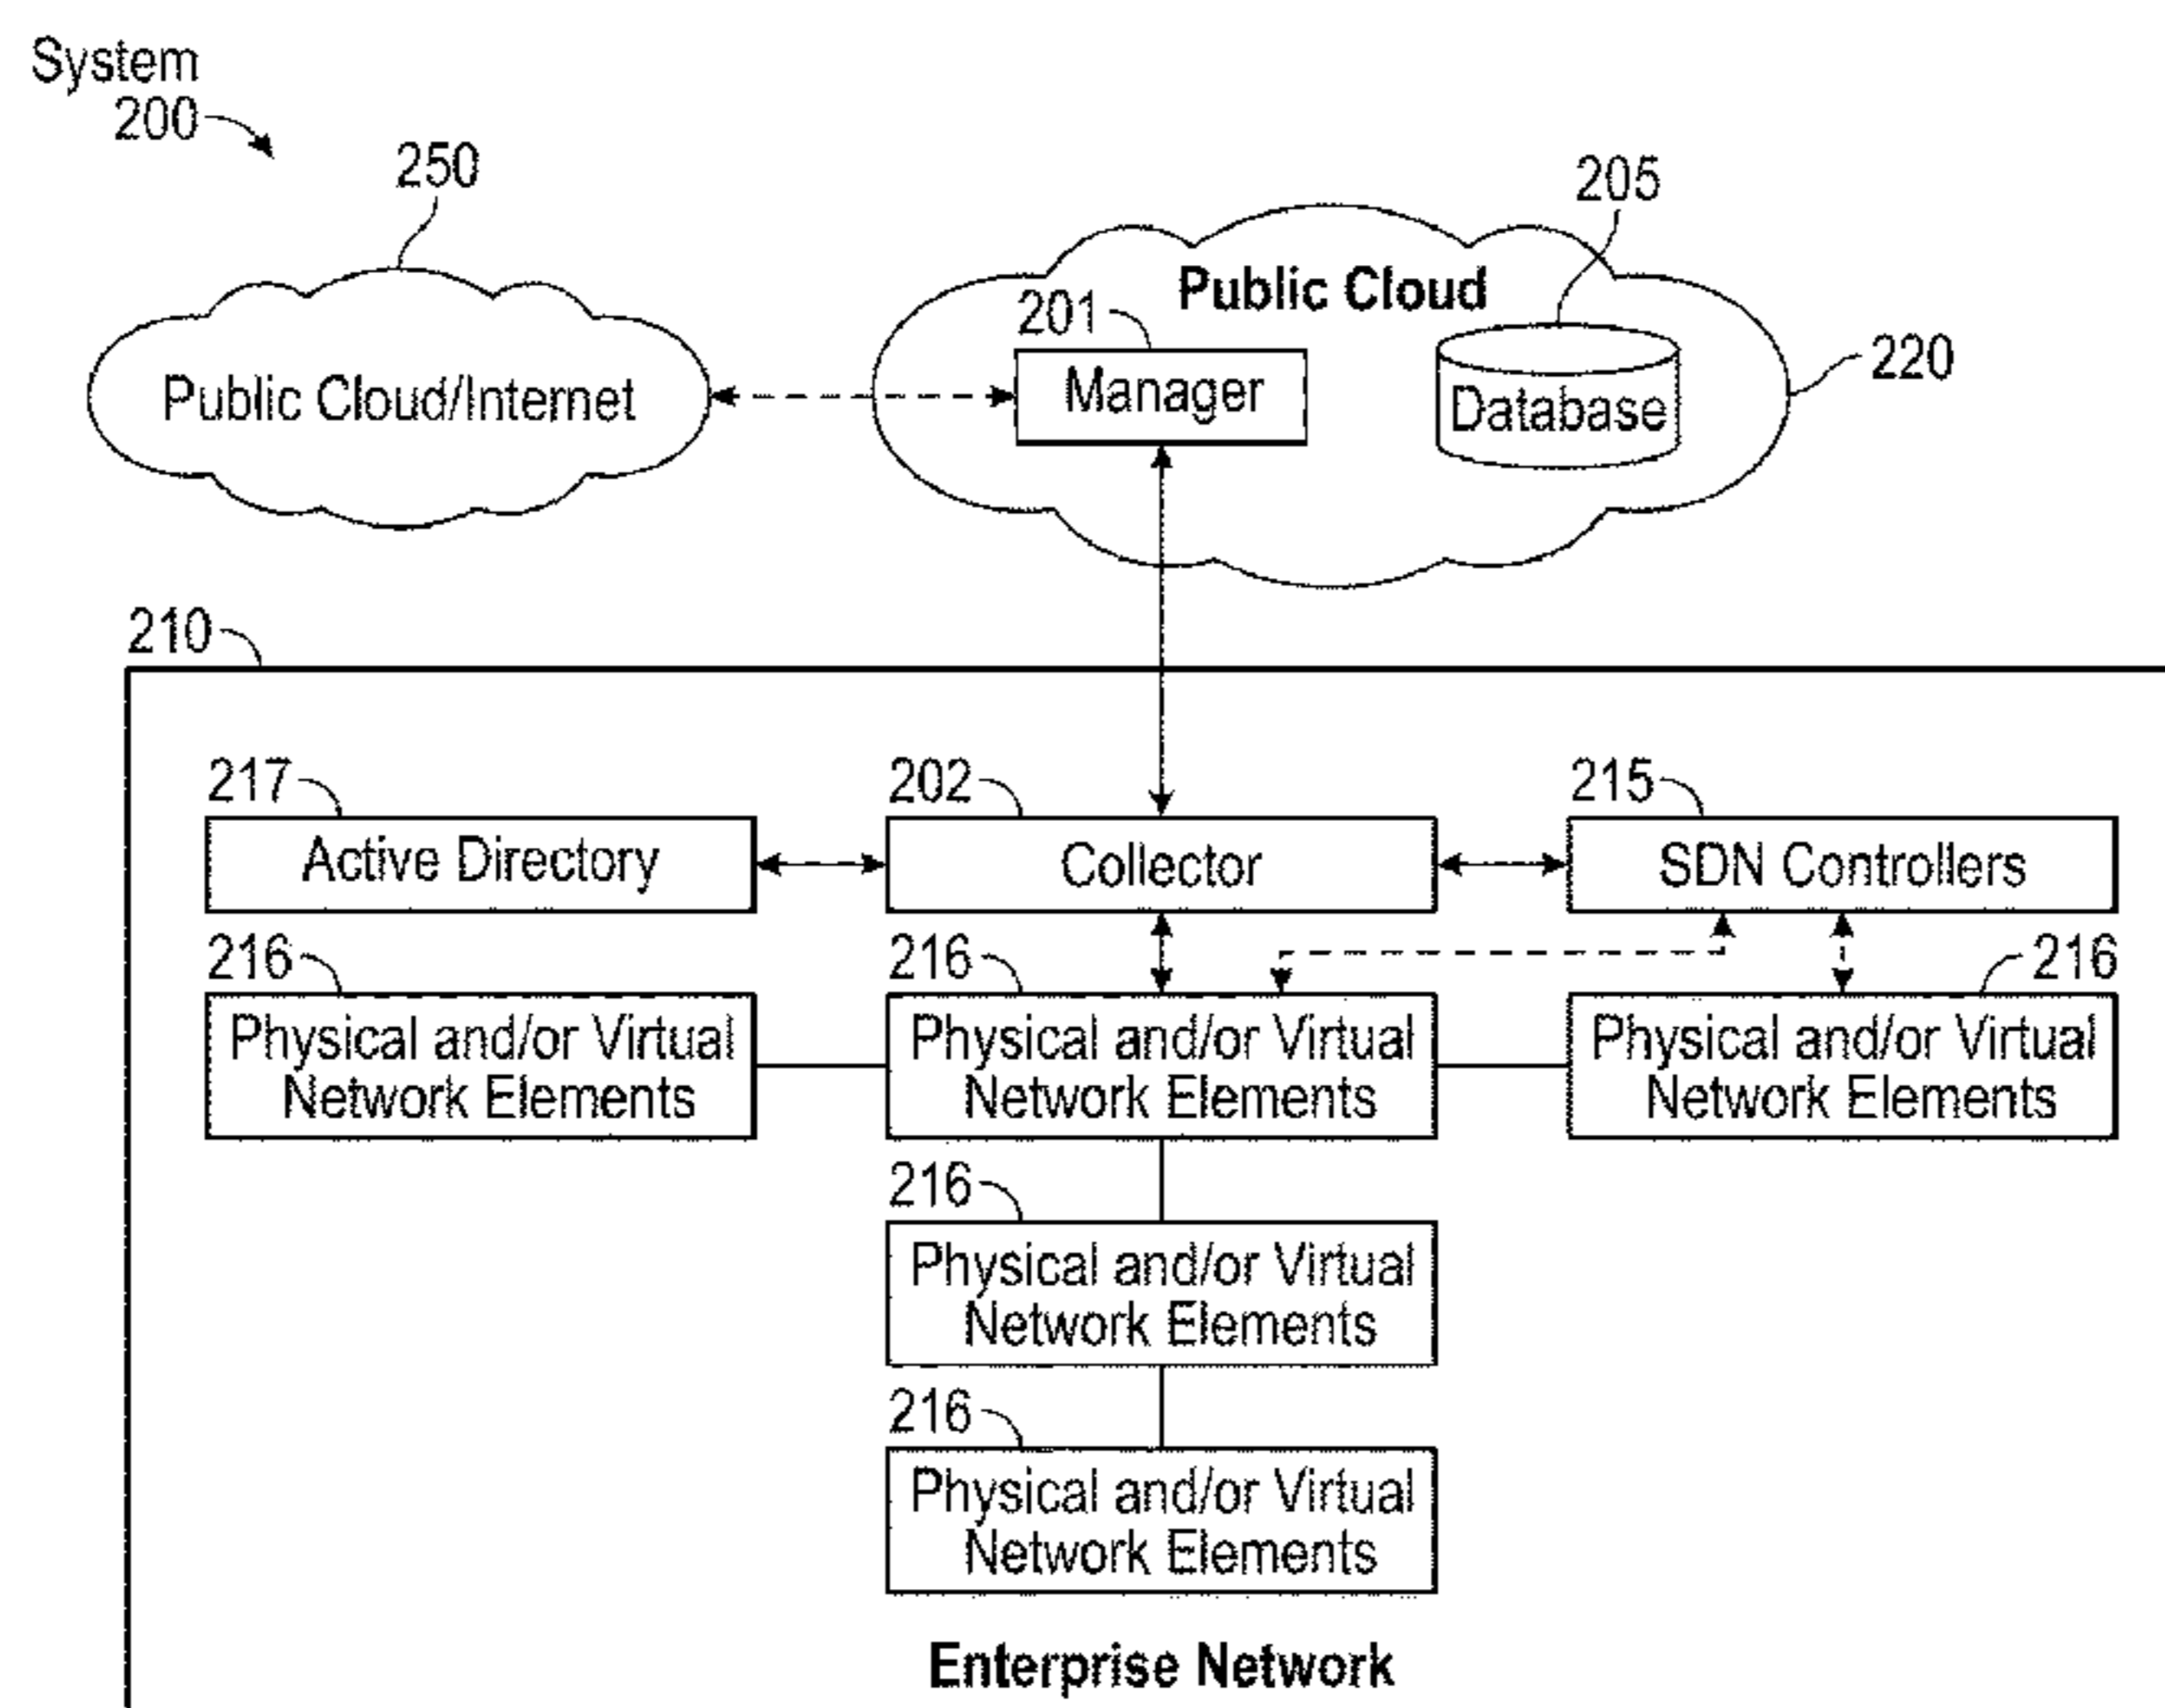 System
200
250
205
Public Cloud
201
220
Public Cloud/Internet
Manager
Database
210
217
202
215
Active Directory
Collector
SDN Controllers
216
216
216
Physical and/or Virtual
Network Elements
Physical and/or Virtual
Network Elements
Physical and/or Virtual
Network Elements
216
Physical and/or Virtual
Network Elements
216
Physical and/or Virtual
Network Elements
Enterprise Network